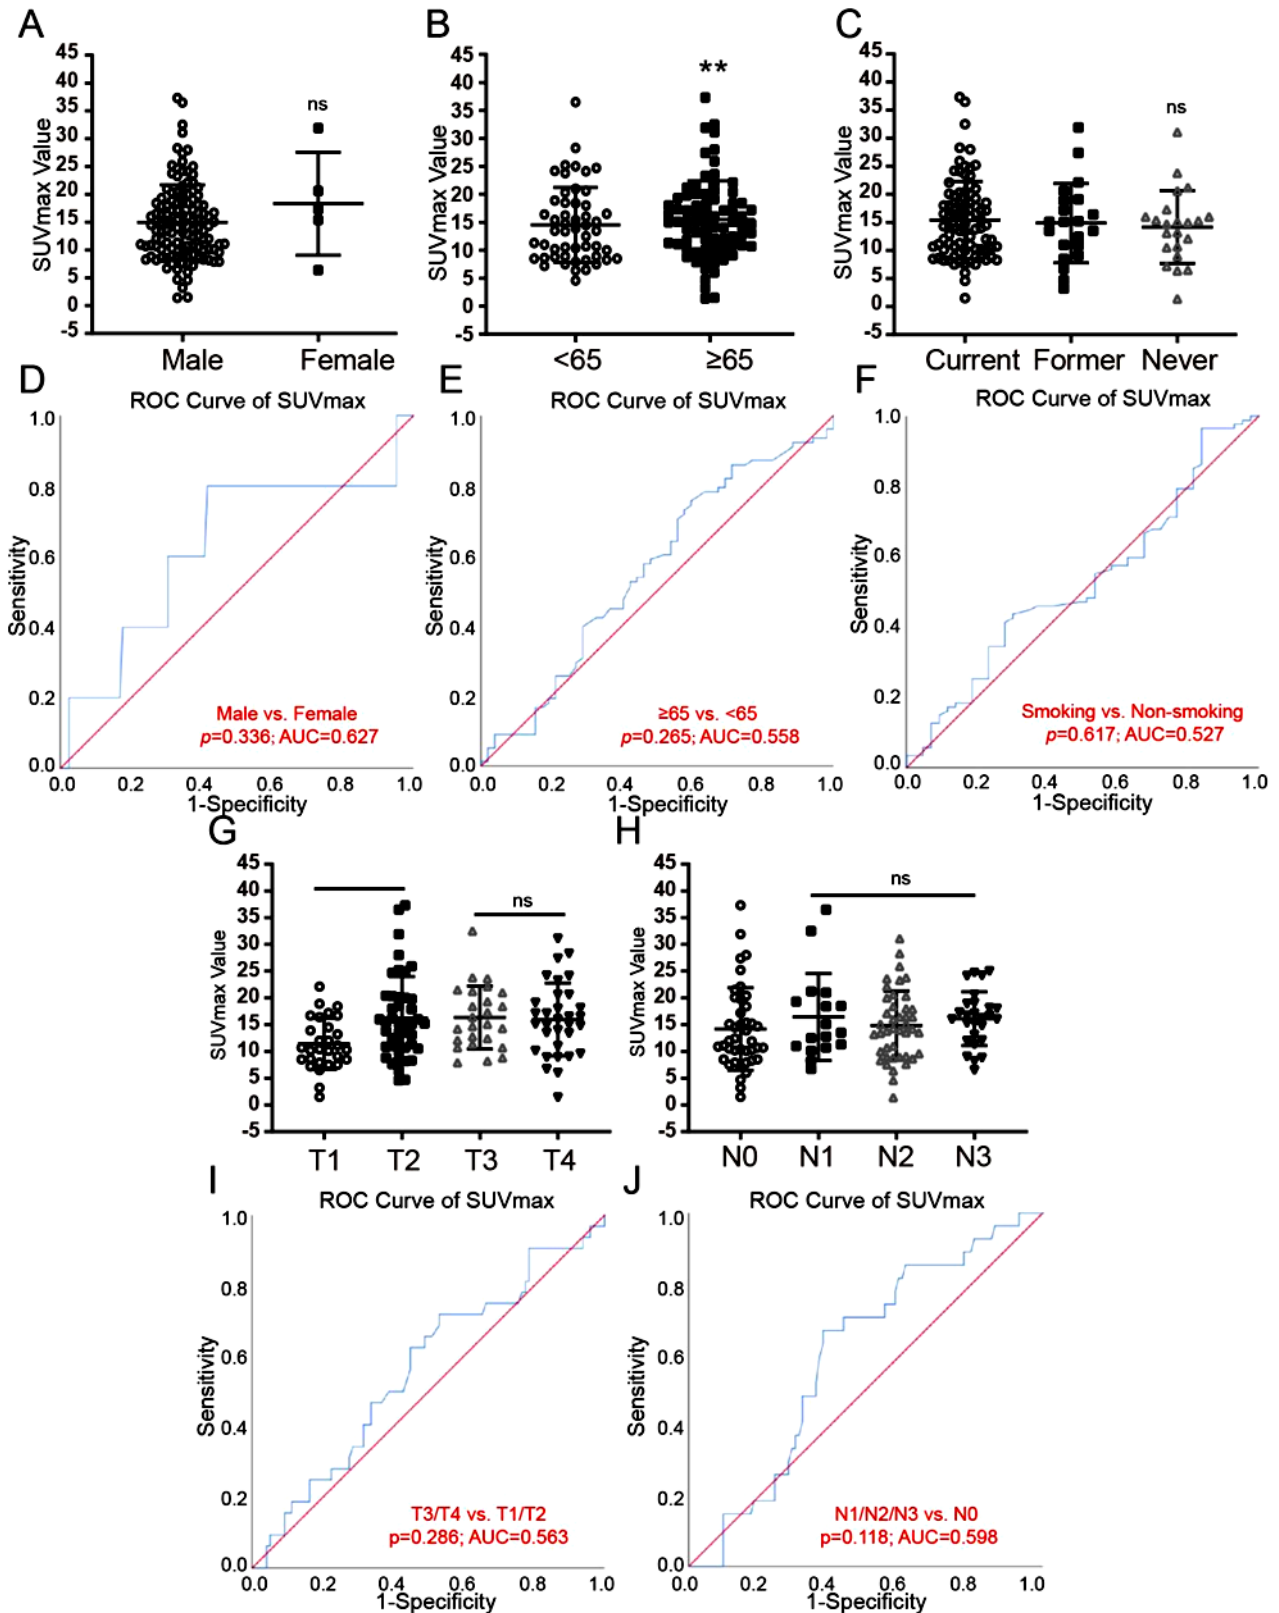 A
B
C
45
40
35
30
25
20
15
10
5
0
-5
SUVmax Value
ns
Male
Female
45
40
35
30
25
20
15
10
5
0
-5
SUVmax Value
**
<65
≥65
45
40
35
30
25
20
15
10
5
0
-5
SUVmax Value
ns
Current
Former
Never
D
ROC Curve of SUVmax
1.0
0.8
0.6
0.4
0.2
0.0
Sensitivity
Male vs. Female
p=0.336; AUC=0.627
0.0 0.2 0.4 0.6 0.8 1.0
1-Specificity
E
ROC Curve of SUVmax
1.0
0.8
0.6
0.4
0.2
0.0
Sensitivity
≥65 vs. <65
p=0.265; AUC=0.558
0.0 0.2 0.4 0.6 0.8 1.0
1-Specificity
F
ROC Curve of SUVmax
1.0
0.8
0.6
0.4
0.2
0.0
Sensitivity
Smoking vs. Non-smoking
p=0.617; AUC=0.527
0.0 0.2 0.4 0.6 0.8 1.0
1-Specificity
G
45
40
35
30
25
20
15
10
5
0
-5
SUVmax Value
ns
T1 T2 T3 T4
H
45
40
35
30
25
20
15
10
5
0
-5
SUVmax Value
ns
N0 N1 N2 N3
I
ROC Curve of SUVmax
1.0
0.8
0.6
0.4
0.2
0.0
Sensitivity
T3/T4 vs. T1/T2
p=0.286; AUC=0.563
0.0 0.2 0.4 0.6 0.8 1.0
1-Specificity
J
ROC Curve of SUVmax
1.0
0.8
0.6
0.4
0.2
0.0
Sensitivity
N1/N2/N3 vs. N0
p=0.118; AUC=0.598
0.0 0.2 0.4 0.6 0.8 1.0
1-Specificity